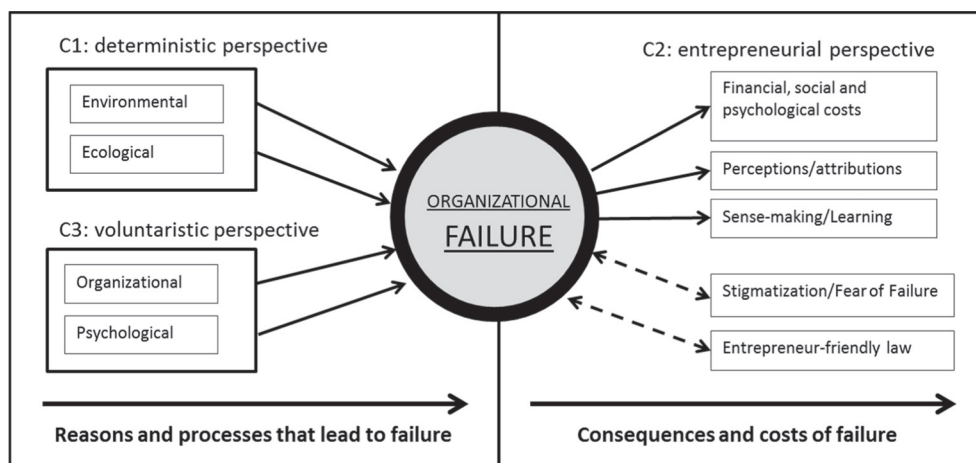 C1: deterministic perspective
Environmental
Ecological
C3: voluntaristic perspective
Organizational
Psychological
Reasons and processes that lead to failure
ORGANIZATIONAL
FAILURE
C2: entrepreneurial perspective
Financial, social and
psychological costs
Perceptions/attributions
Sense-making/Learning
Stigmatization/Fear of Failure
Entrepreneur-friendly law
Consequences and costs of failure